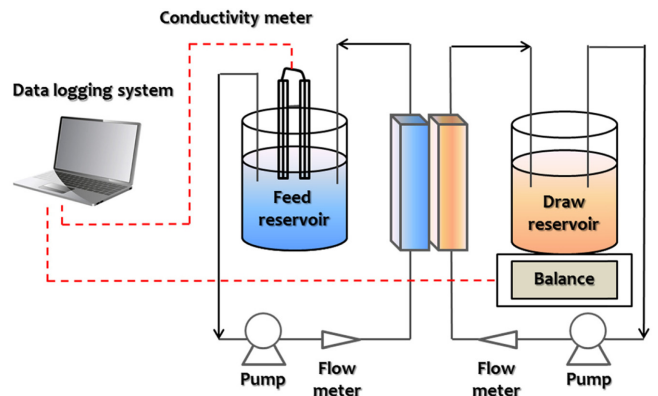 Conductivity meter
Data logging system
Feed
reservoir
Draw
reservoir
Balance
Pump
Flow
meter
Flow
meter
Pump